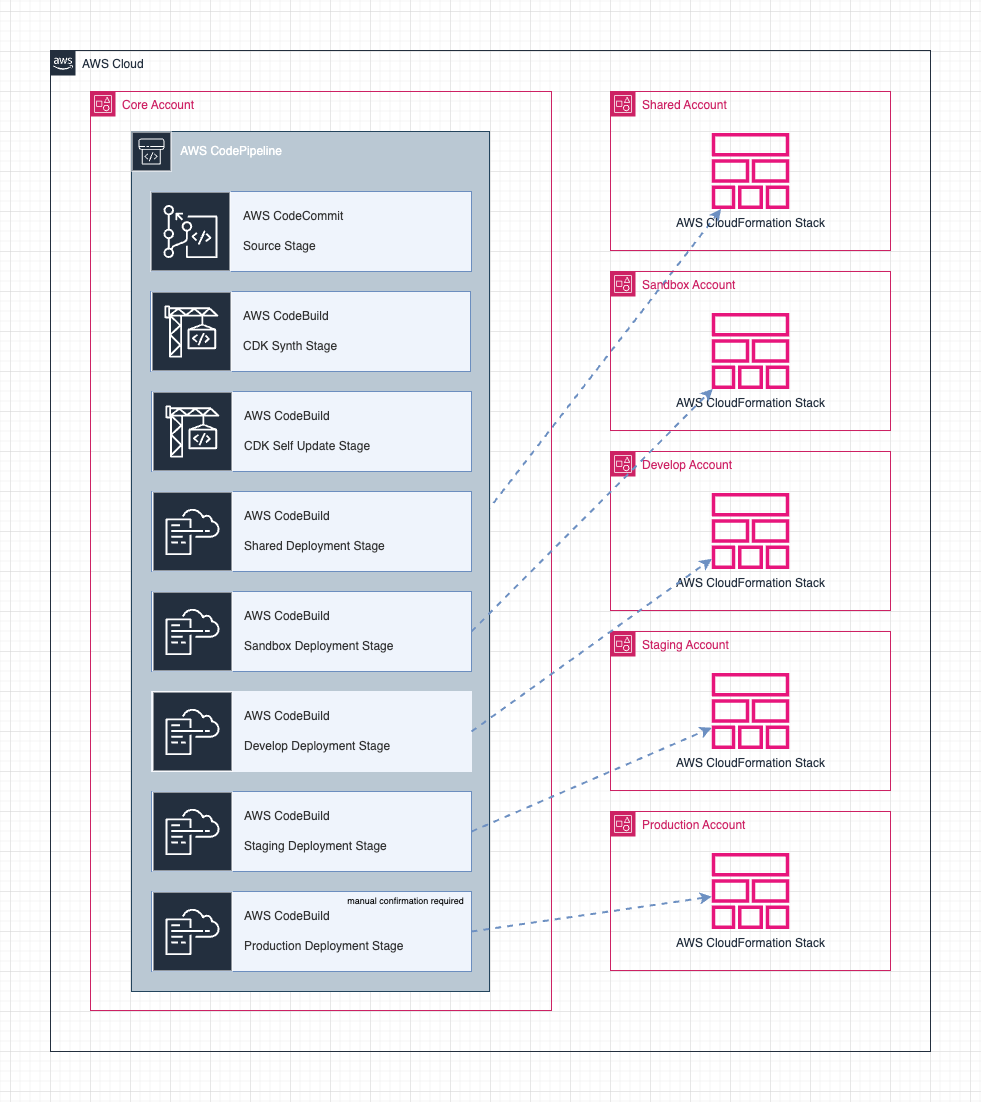 aws
AWS Cloud
Core Account
AWS CodePipeline
AWS CodeCommit
Source Stage
AWS CodeBuild
CDK Synth Stage
AWS CodeBuild
CDK Self Update Stage
AWS CodeBuild
Shared Deployment Stage
AWS CodeBuild
Sandbox Deployment Stage
AWS CodeBuild
Develop Deployment Stage
AWS CodeBuild
Staging Deployment Stage
manual confirmation required
AWS CodeBuild
Production Deployment Stage
Shared Account
AWS CloudFormation Stack
Sandbox Account
AWS CloudFormation Stack
Develop Account
AWS CloudFormation Stack
Staging Account
AWS CloudFormation Stack
Production Account
AWS CloudFormation Stack